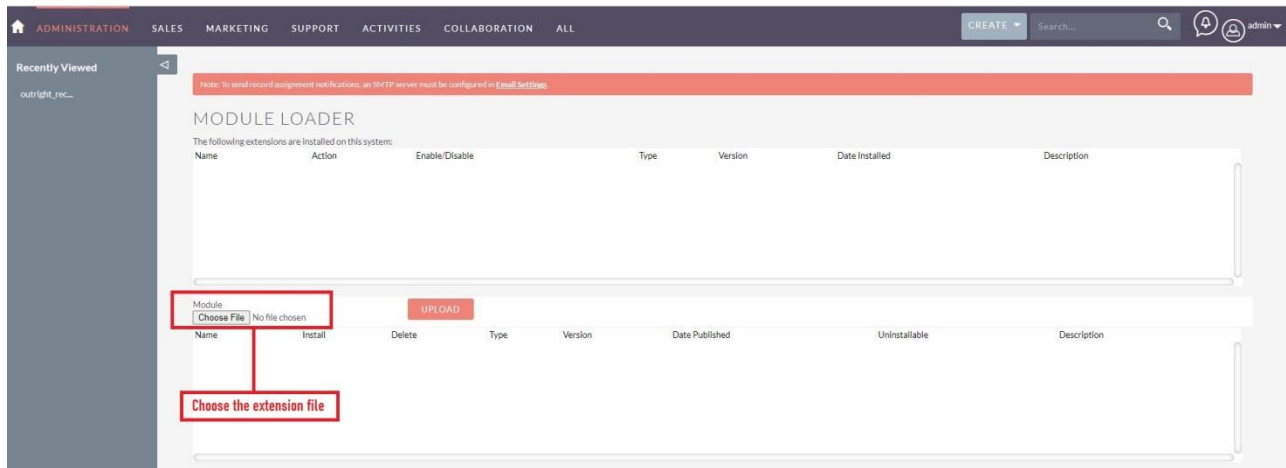 ADMINISTRATION SALES MARKETING SUPPORT ACTIVITIES COLLABORATION ALL CREATE Search... admin
Recently Viewed
outright_rec...
Note: To send record assignment notifications, an SMTP server must be configured in Email Settings.
MODULE LOADER
The following extensions are installed on this system:
Name Action Enable/Disable Type Version Date Installed Description
Module
Choose File No file chosen UPLOAD
Name Install Delete Type Version Date Published Uninstallable Description
Choose the extension file